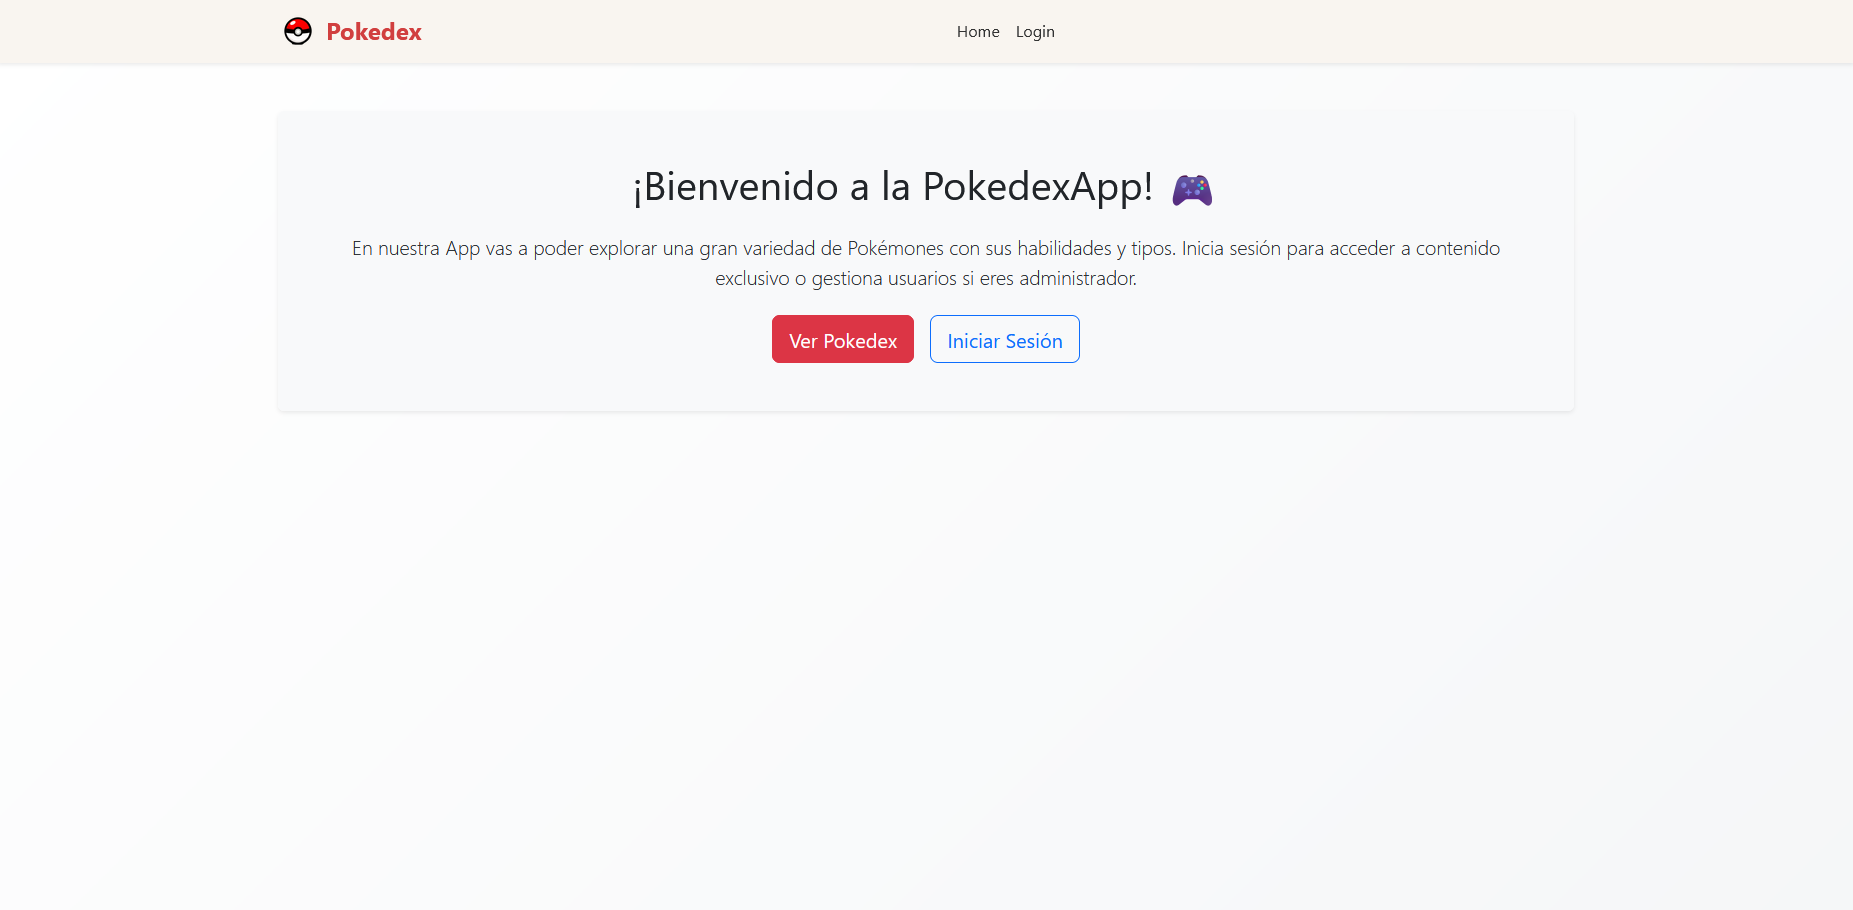 Pokedex
Home
Login
¡Bienvenido a la PokedexApp! 🎮
En nuestra App vas a poder explorar una gran variedad de Pokémones con sus habilidades y tipos. Inicia sesión para acceder a contenido
exclusivo o gestiona usuarios si eres administrador.
Ver Pokedex
Iniciar Sesión